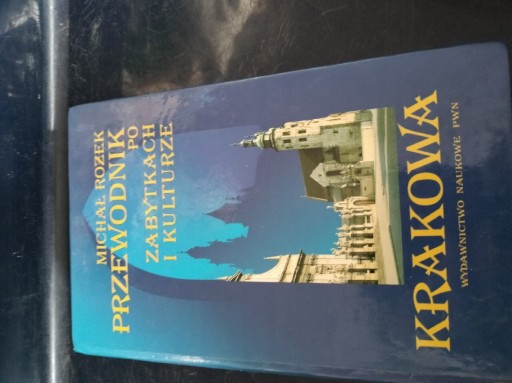 MICHAŁ ROŻEK
PRZEWODNIK
PO
ZABYTKACH
I KULTURZE
KRAKOWA
WYDAWNICTWO NAUKOWE PWN